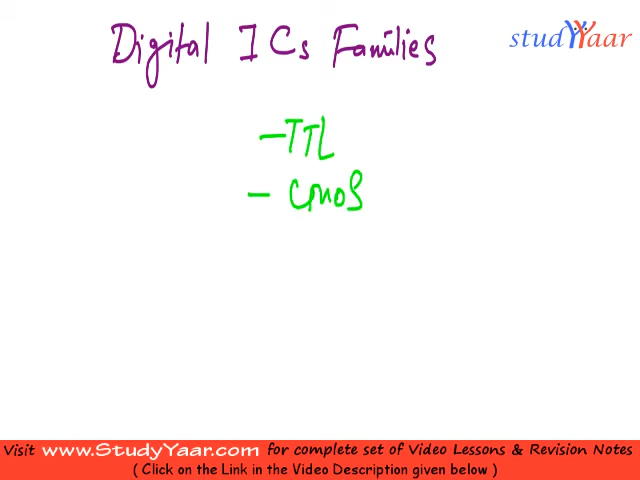 Digital ICs Families
studYYaar
- TTL
- CMOS
Visit www.StudyYaar.com for complete set of Video Lessons & Revision Notes
( Click on the Link in the Video Description given below )